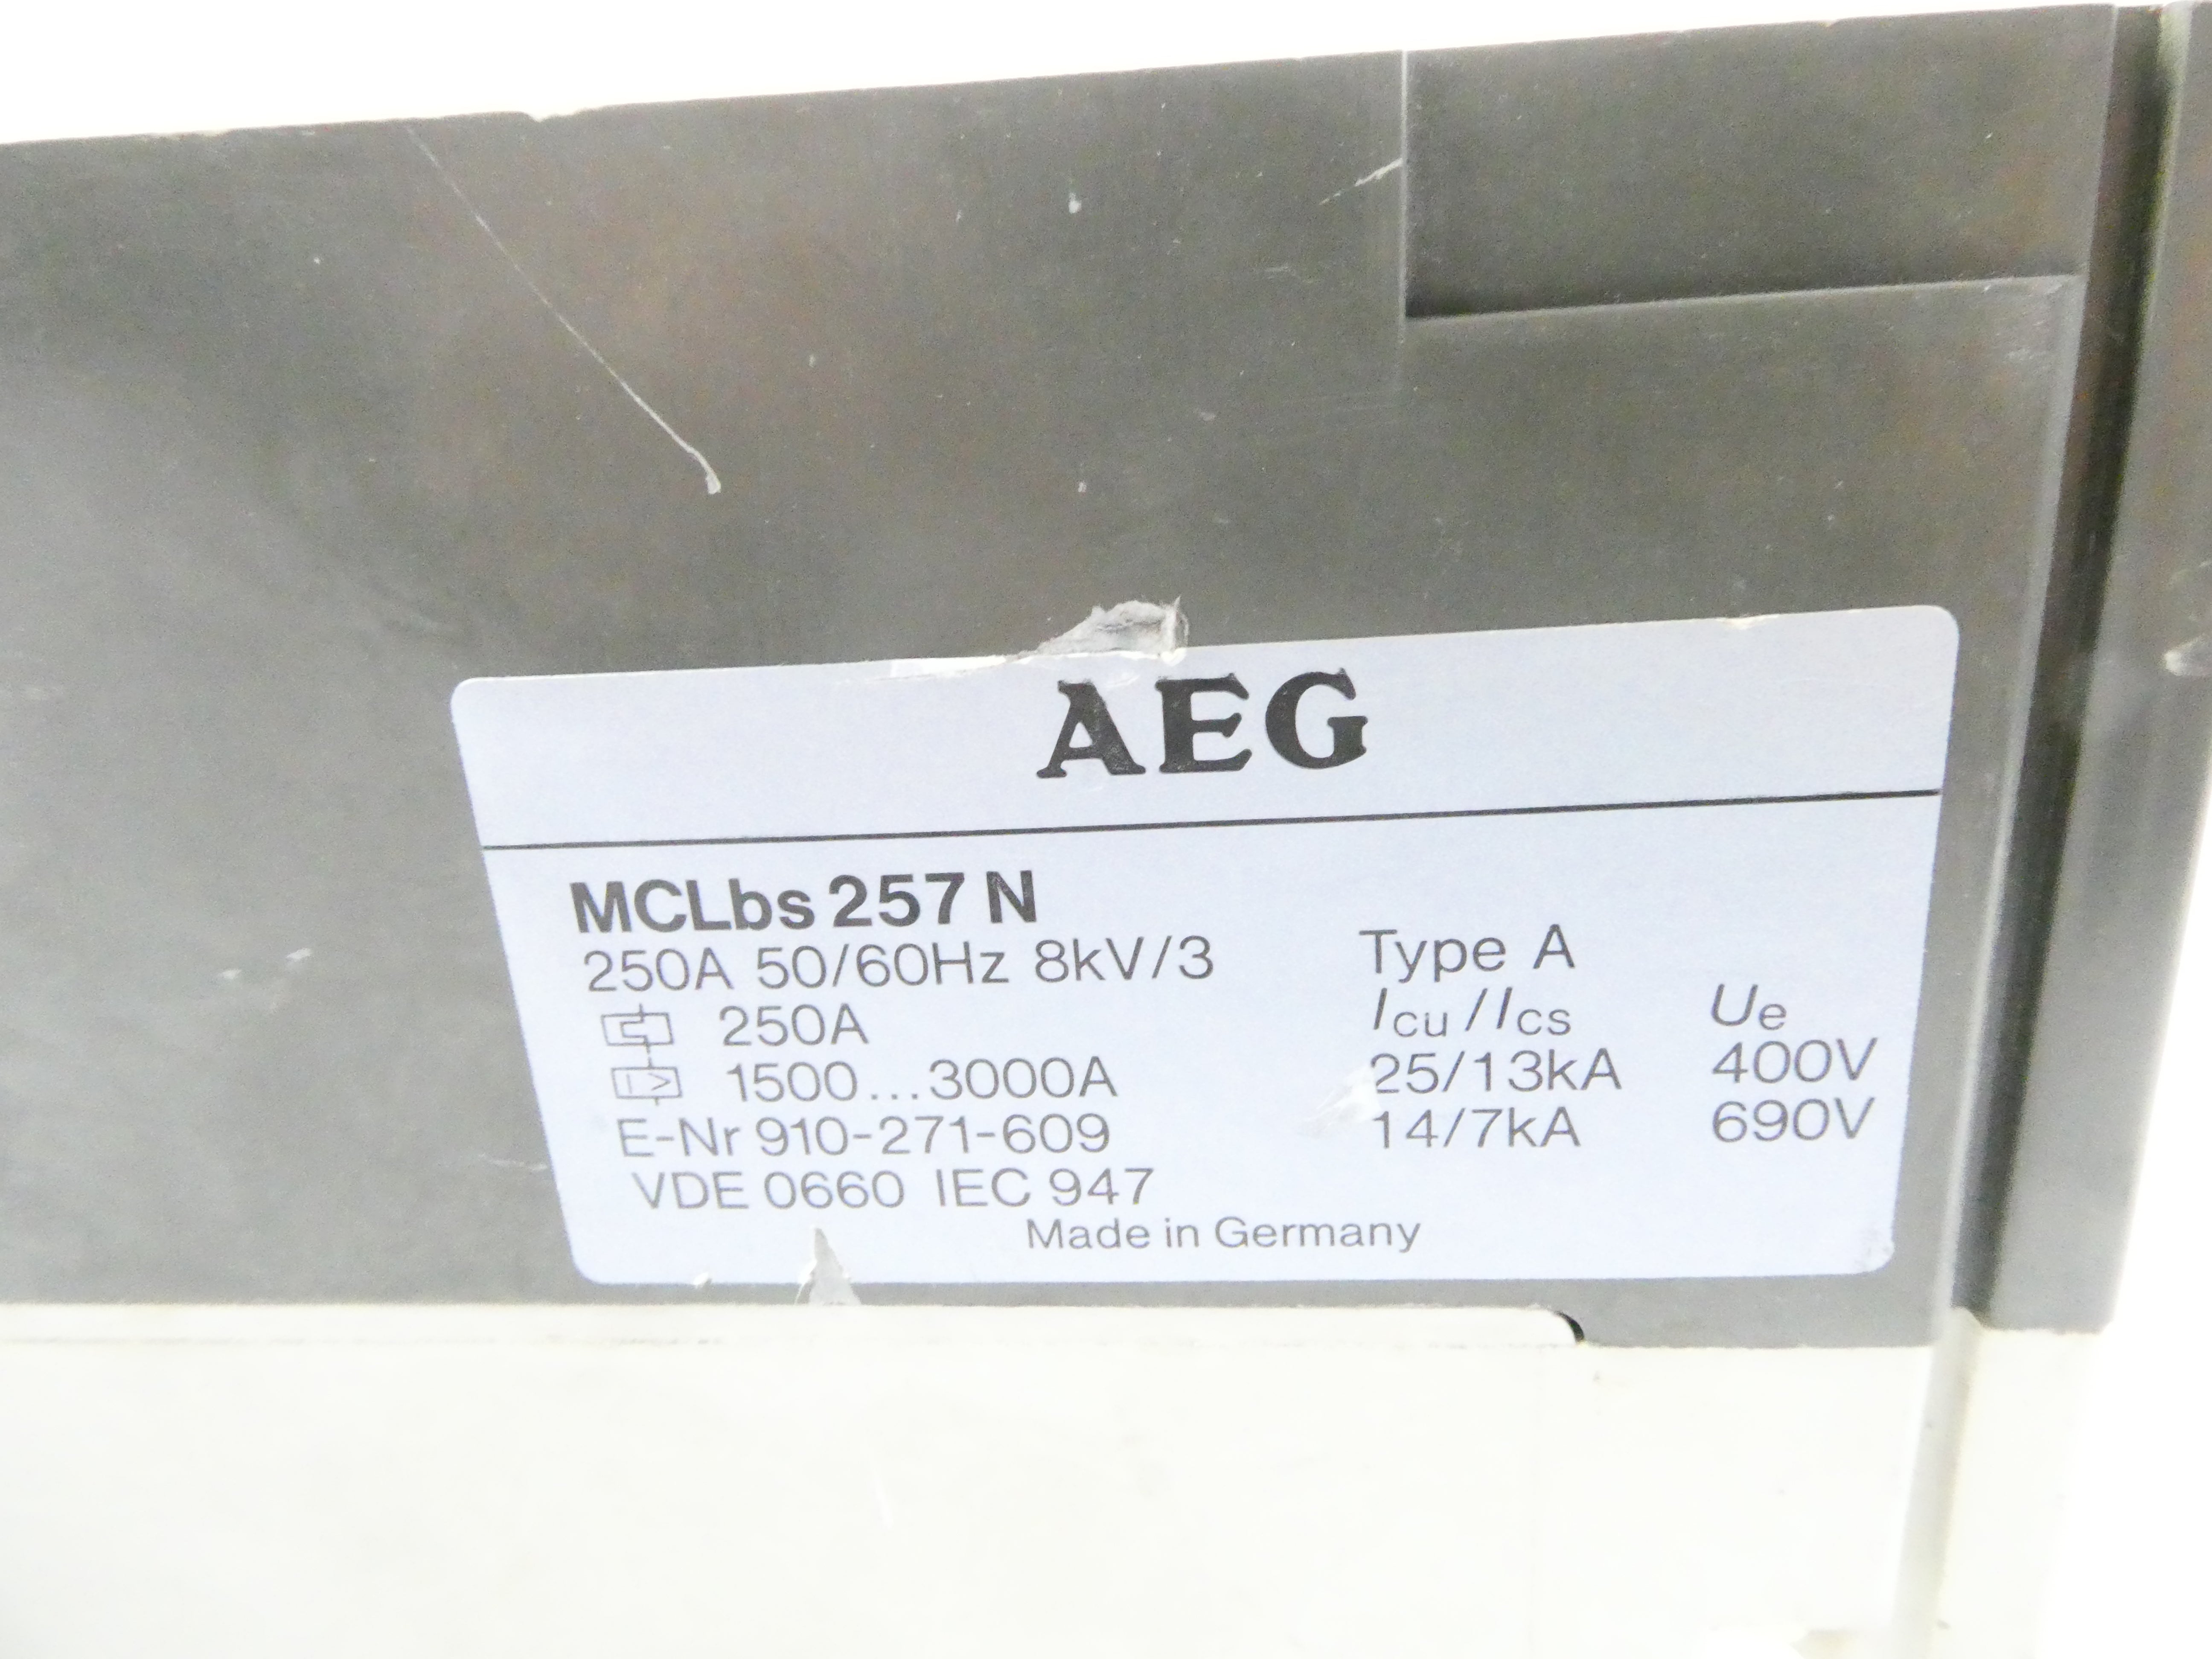 AEG
MCLbs 257 N
250A 50/60Hz 8kV/3
Type A
250A
Icu/Ics Ue
I> 1500...3000A
25/13kA 400V
E-Nr 910-271-609
14/7kA 690V
VDE 0660 IEC 947
Made in Germany